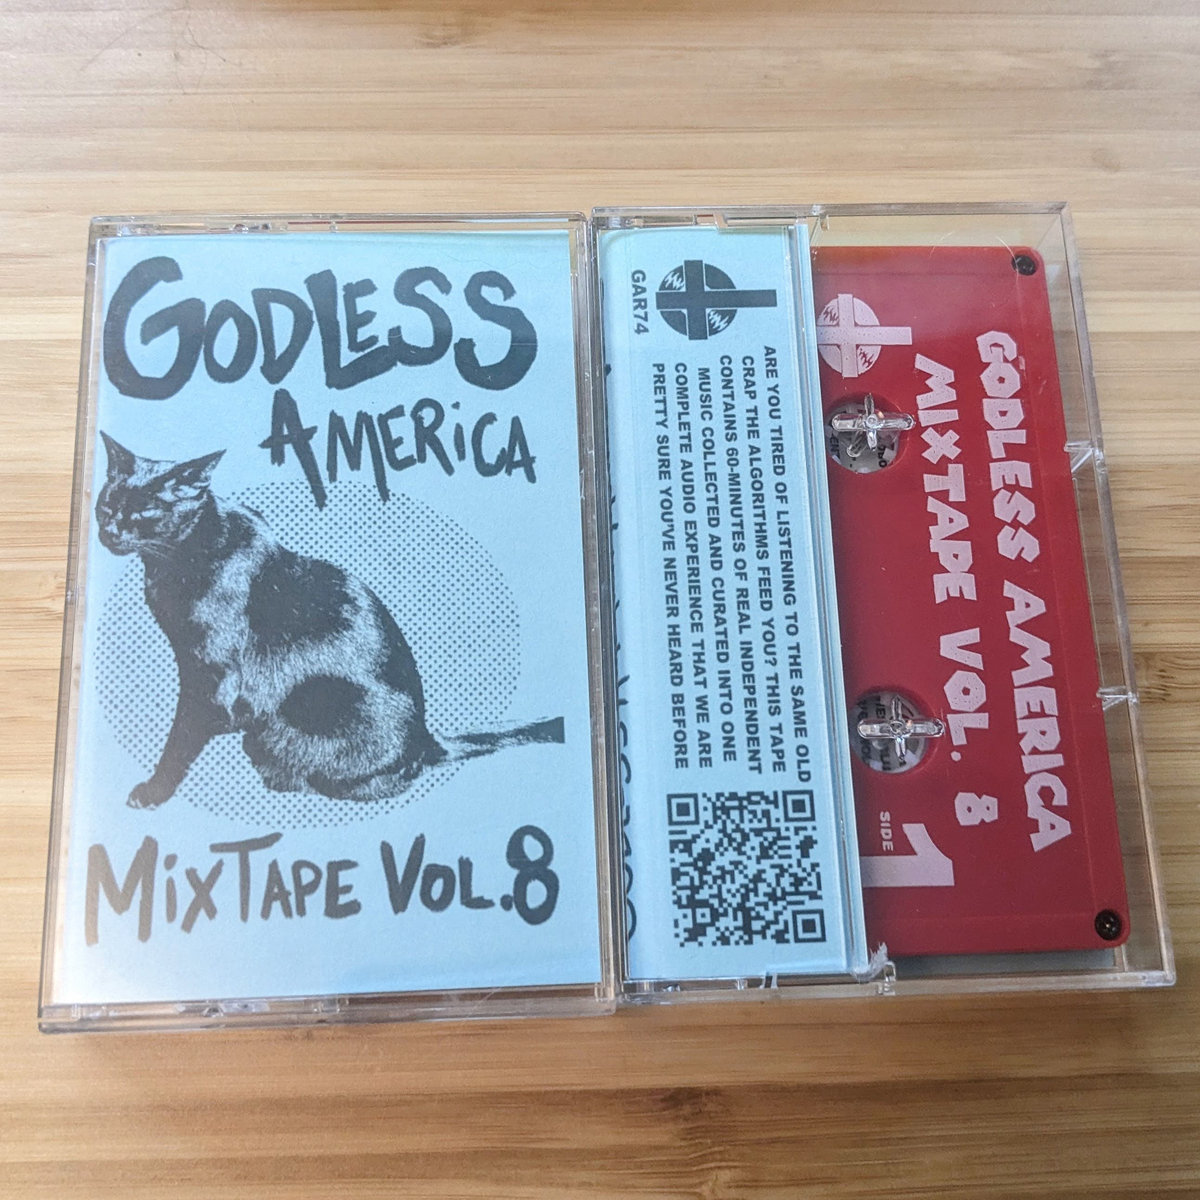 GODLESS
AMERiCA
MixTAPE VOL.8
GAR74
ARE YOU TIRED OF LISTENING TO THE SAME OLD
CRAP THE ALGORITHMS FEED YOU? THIS TAPE
CONTAINS 60-MINUTES OF REAL INDEPENDENT
MUSIC COLLECTED AND CURATED INTO ONE
COMPLETE AUDIO EXPERIENCE THAT WE ARE
PRETTY SURE YOU'VE NEVER HEARD BEFORE
GODLESS AMERICA
MIXTAPE VOL. 8
SIDE
1